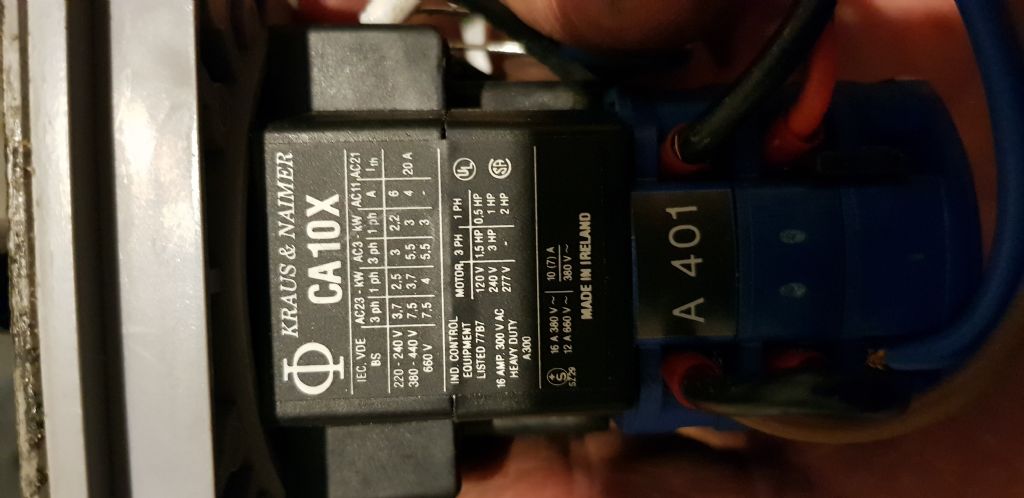 KRAUS & NAIMER
CA10X
IEC, VDE AC23 - kW AC3 - kW AC11 AC21
BS 3 ph 1 ph 3 ph 1 ph A I th
220 - 240 V 3,7 2,5 3 2,2 6
380 - 440 V 7,5 3,7 5,5 3 4 20 A
660 V 7,5 4 5,5 3 -
IND. CONTROL MOTOR 3 PH 1 PH UL
EQUIPMENT 120 V 1,5 HP 0,5 HP
LISTED 77B7 240 V 3 HP 1 HP
16 AMP. 300 V AC 277 V - 2 HP
HEAVY DUTY
A300
16 A 380 V ~ 10 (7) A
12 A 660 V ~ 380 V ~
MADE IN IRELAND
A 401